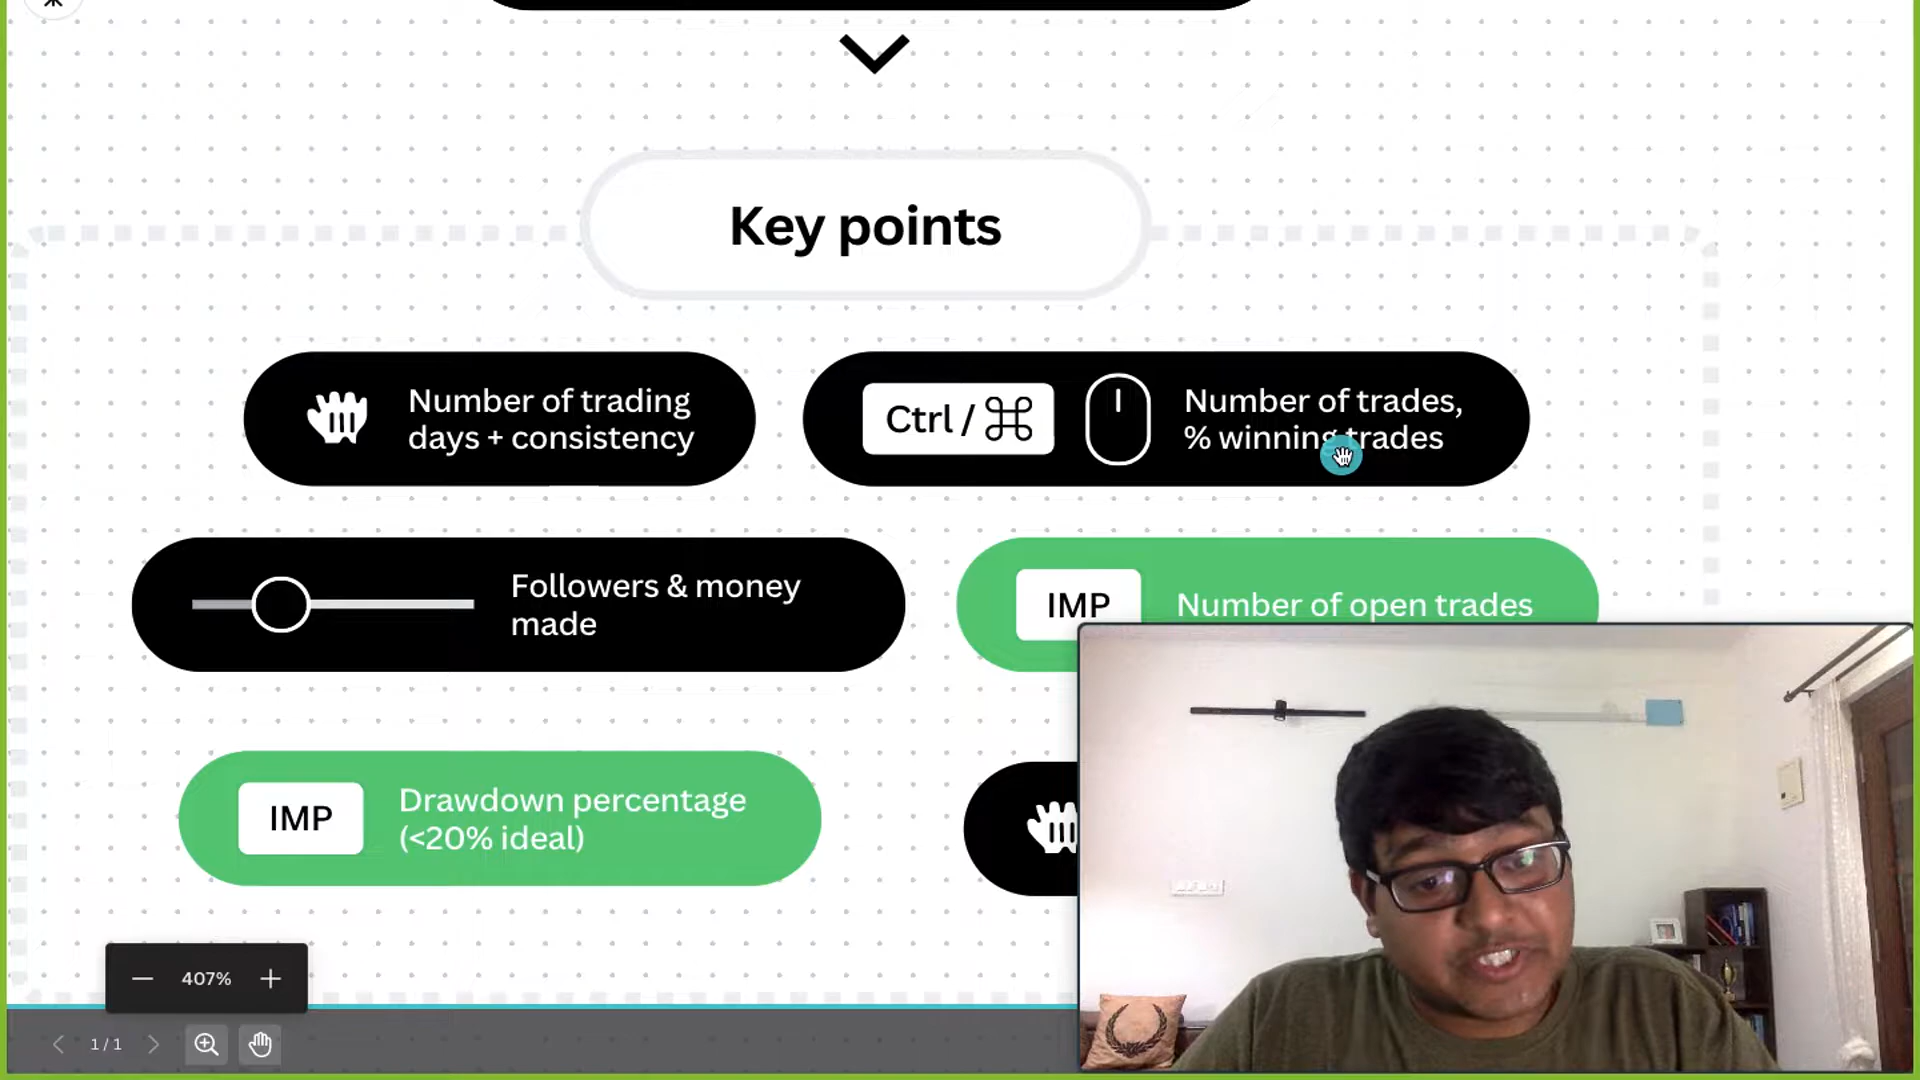 Key points
Number of trading
days + consistency
Ctrl / ⌘
Number of trades,
% winning trades
Followers & money
made
IMP
Number of open trades
IMP
Drawdown percentage
(<20% ideal)
407%
1 / 1